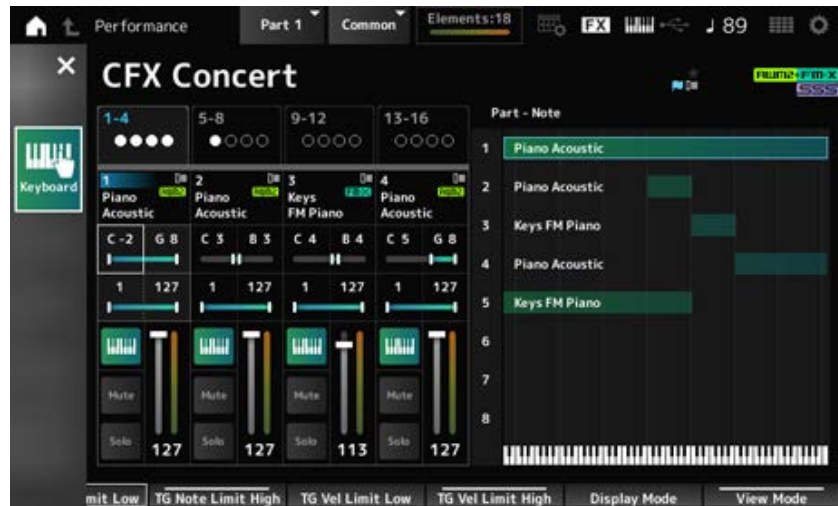 Performance
Part 1
Common
Elements:18
FX
89
CFX Concert
AWM2+FM-X
SSS
Keyboard
1-4
5-8
9-12
13-16
1
Piano
Acoustic
2
Piano
Acoustic
3
Keys
FM Piano
4
Piano
Acoustic
C -2 G 8
C 3 B 3
C 4 B 4
C 5 G 8
1 127
1 127
1 127
1 127
Mute
Mute
Mute
Mute
Solo
Solo
Solo
Solo
127
127
113
127
Part - Note
1 Piano Acoustic
2 Piano Acoustic
3 Keys FM Piano
4 Piano Acoustic
5 Keys FM Piano
6
7
8
mit Low
TG Note Limit High
TG Vel Limit Low
TG Vel Limit High
Display Mode
View Mode